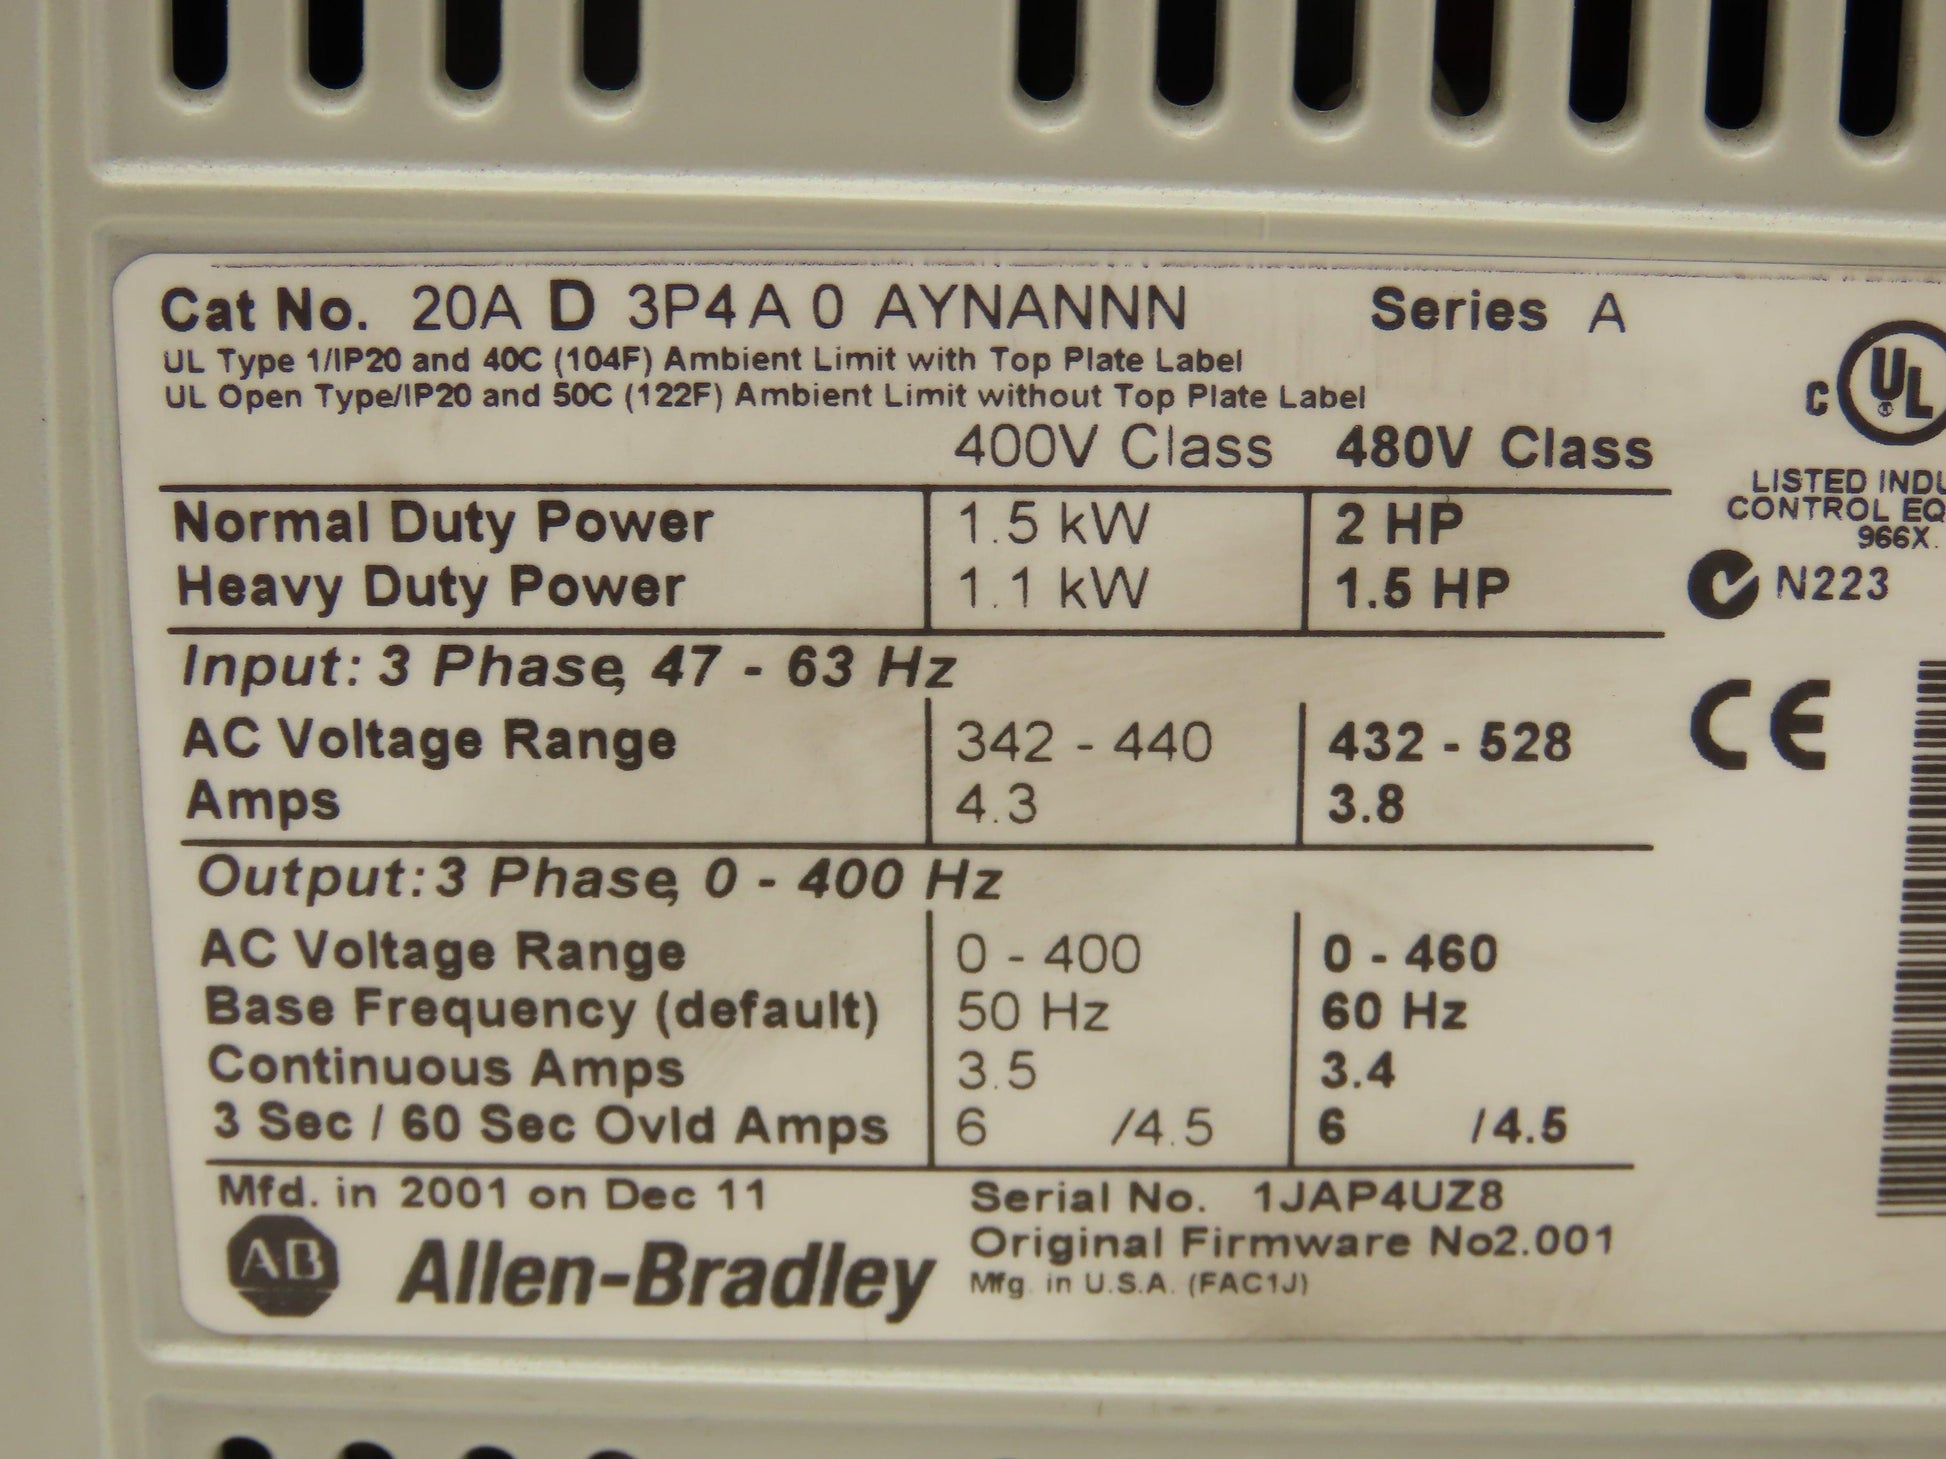 Cat No. 20A D 3P4 A 0 AYNANNN Series A
UL Type 1/IP20 and 40C (104F) Ambient Limit with Top Plate Label
UL Open Type/IP20 and 50C (122F) Ambient Limit without Top Plate Label
400V Class 480V Class
Normal Duty Power 1.5 kW 2 HP
Heavy Duty Power 1.1 kW 1.5 HP
Input: 3 Phase, 47 - 63 Hz
AC Voltage Range 342 - 440 432 - 528
Amps 4.3 3.8
Output: 3 Phase, 0 - 400 Hz
AC Voltage Range 0 - 400 0 - 460
Base Frequency (default) 50 Hz 60 Hz
Continuous Amps 3.5 3.4
3 Sec / 60 Sec Ovld Amps 6 /4.5 6 /4.5
Mfd. in 2001 on Dec 11 Serial No. 1JAP4UZ8
Original Firmware No2.001
Mfg. in U.S.A. (FAC1J)
AB Allen-Bradley
C UL
LISTED
CONTROL
966X
N223
CE